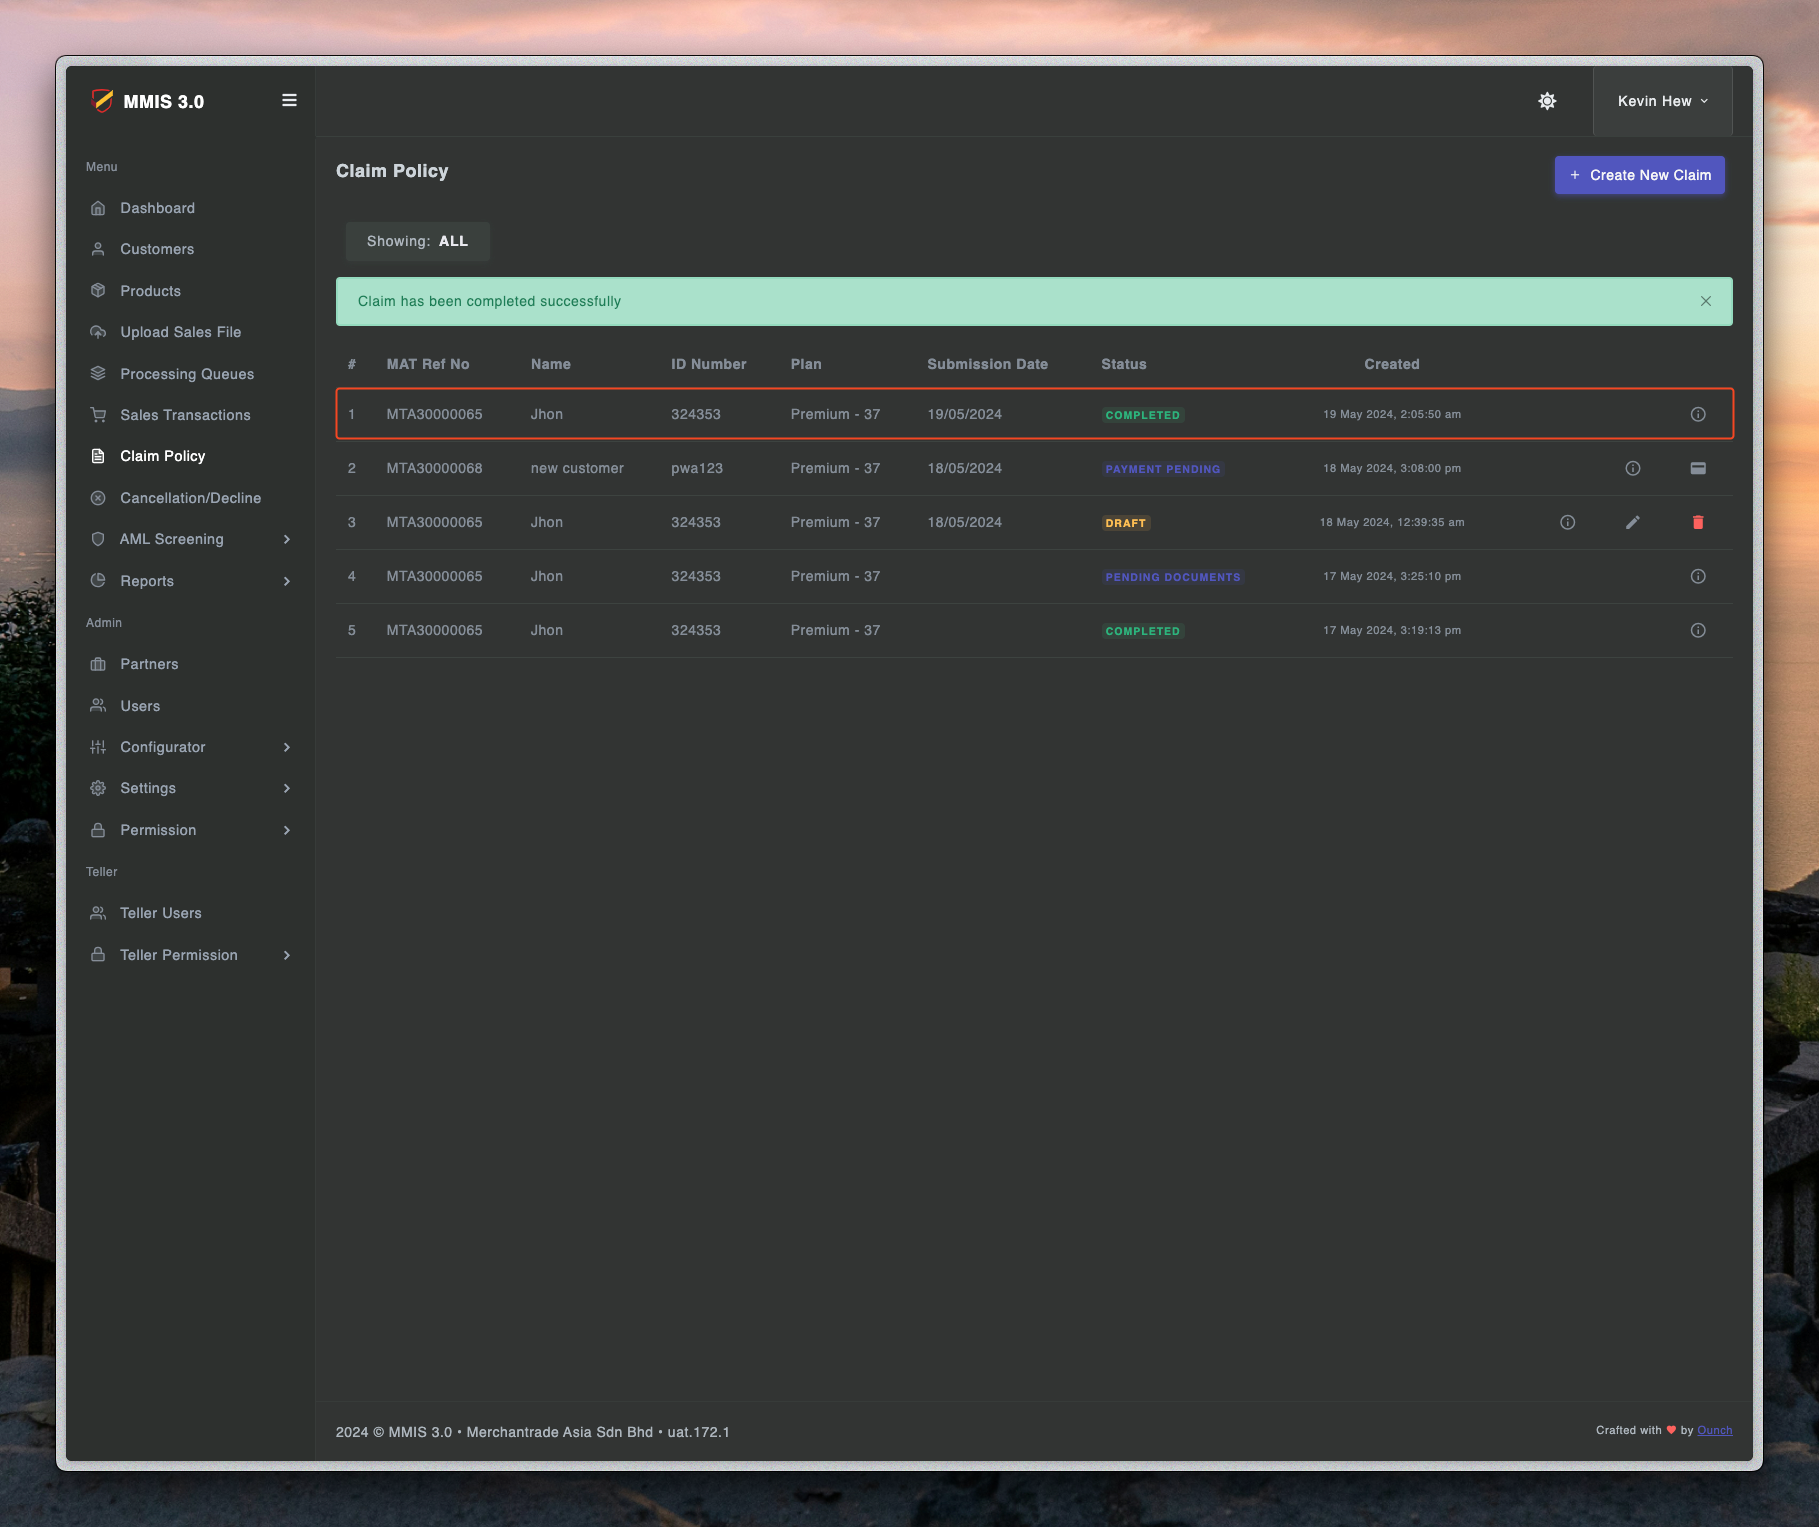 MMIS 3.0
Kevin Hew
Menu
Dashboard
Customers
Products
Upload Sales File
Processing Queues
Sales Transactions
Claim Policy
Cancellation/Decline
AML Screening
Reports
Admin
Partners
Users
Configurator
Settings
Permission
Teller
Teller Users
Teller Permission
Claim Policy
+ Create New Claim
Showing: ALL
Claim has been completed successfully
# MAT Ref No Name ID Number Plan Submission Date Status Created
1 MTA30000065 Jhon 324353 Premium - 37 19/05/2024 COMPLETED 19 May 2024, 2:05:50 am
2 MTA30000068 new customer pwa123 Premium - 37 18/05/2024 PAYMENT PENDING 18 May 2024, 3:08:00 pm
3 MTA30000065 Jhon 324353 Premium - 37 18/05/2024 DRAFT 18 May 2024, 12:39:35 am
4 MTA30000065 Jhon 324353 Premium - 37 PENDING DOCUMENTS 17 May 2024, 3:25:10 pm
5 MTA30000065 Jhon 324353 Premium - 37 COMPLETED 17 May 2024, 3:19:13 pm
2024 © MMIS 3.0 • Merchantrade Asia Sdn Bhd • uat.172.1
Crafted with ♥ by Ounch